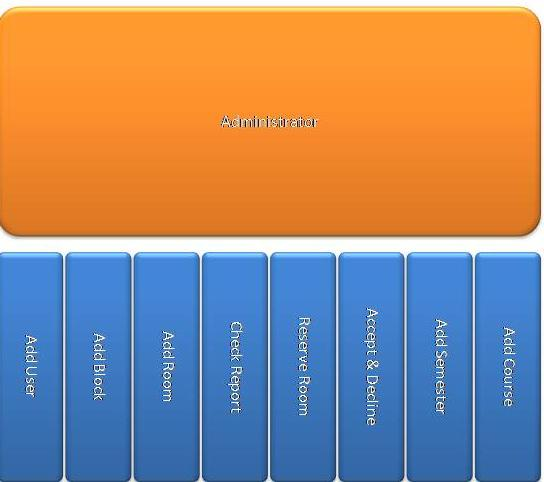 Administrator
Add User
Add Block
Add Room
Check Report
Reserve Room
Accept & Decline
Add Semester
Add Course